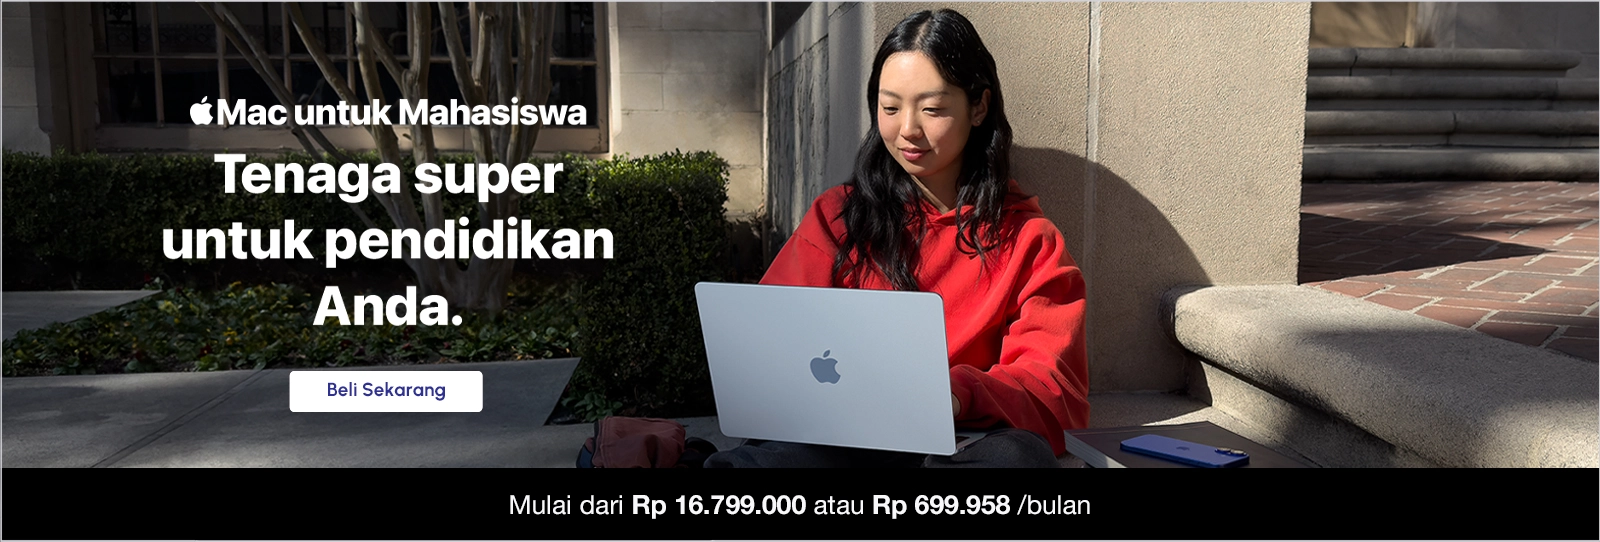 Mac untuk Mahasiswa
Tenaga super
untuk pendidikan
Anda.
Beli Sekarang
Mulai dari Rp 16.799.000 atau Rp 699.958 /bulan